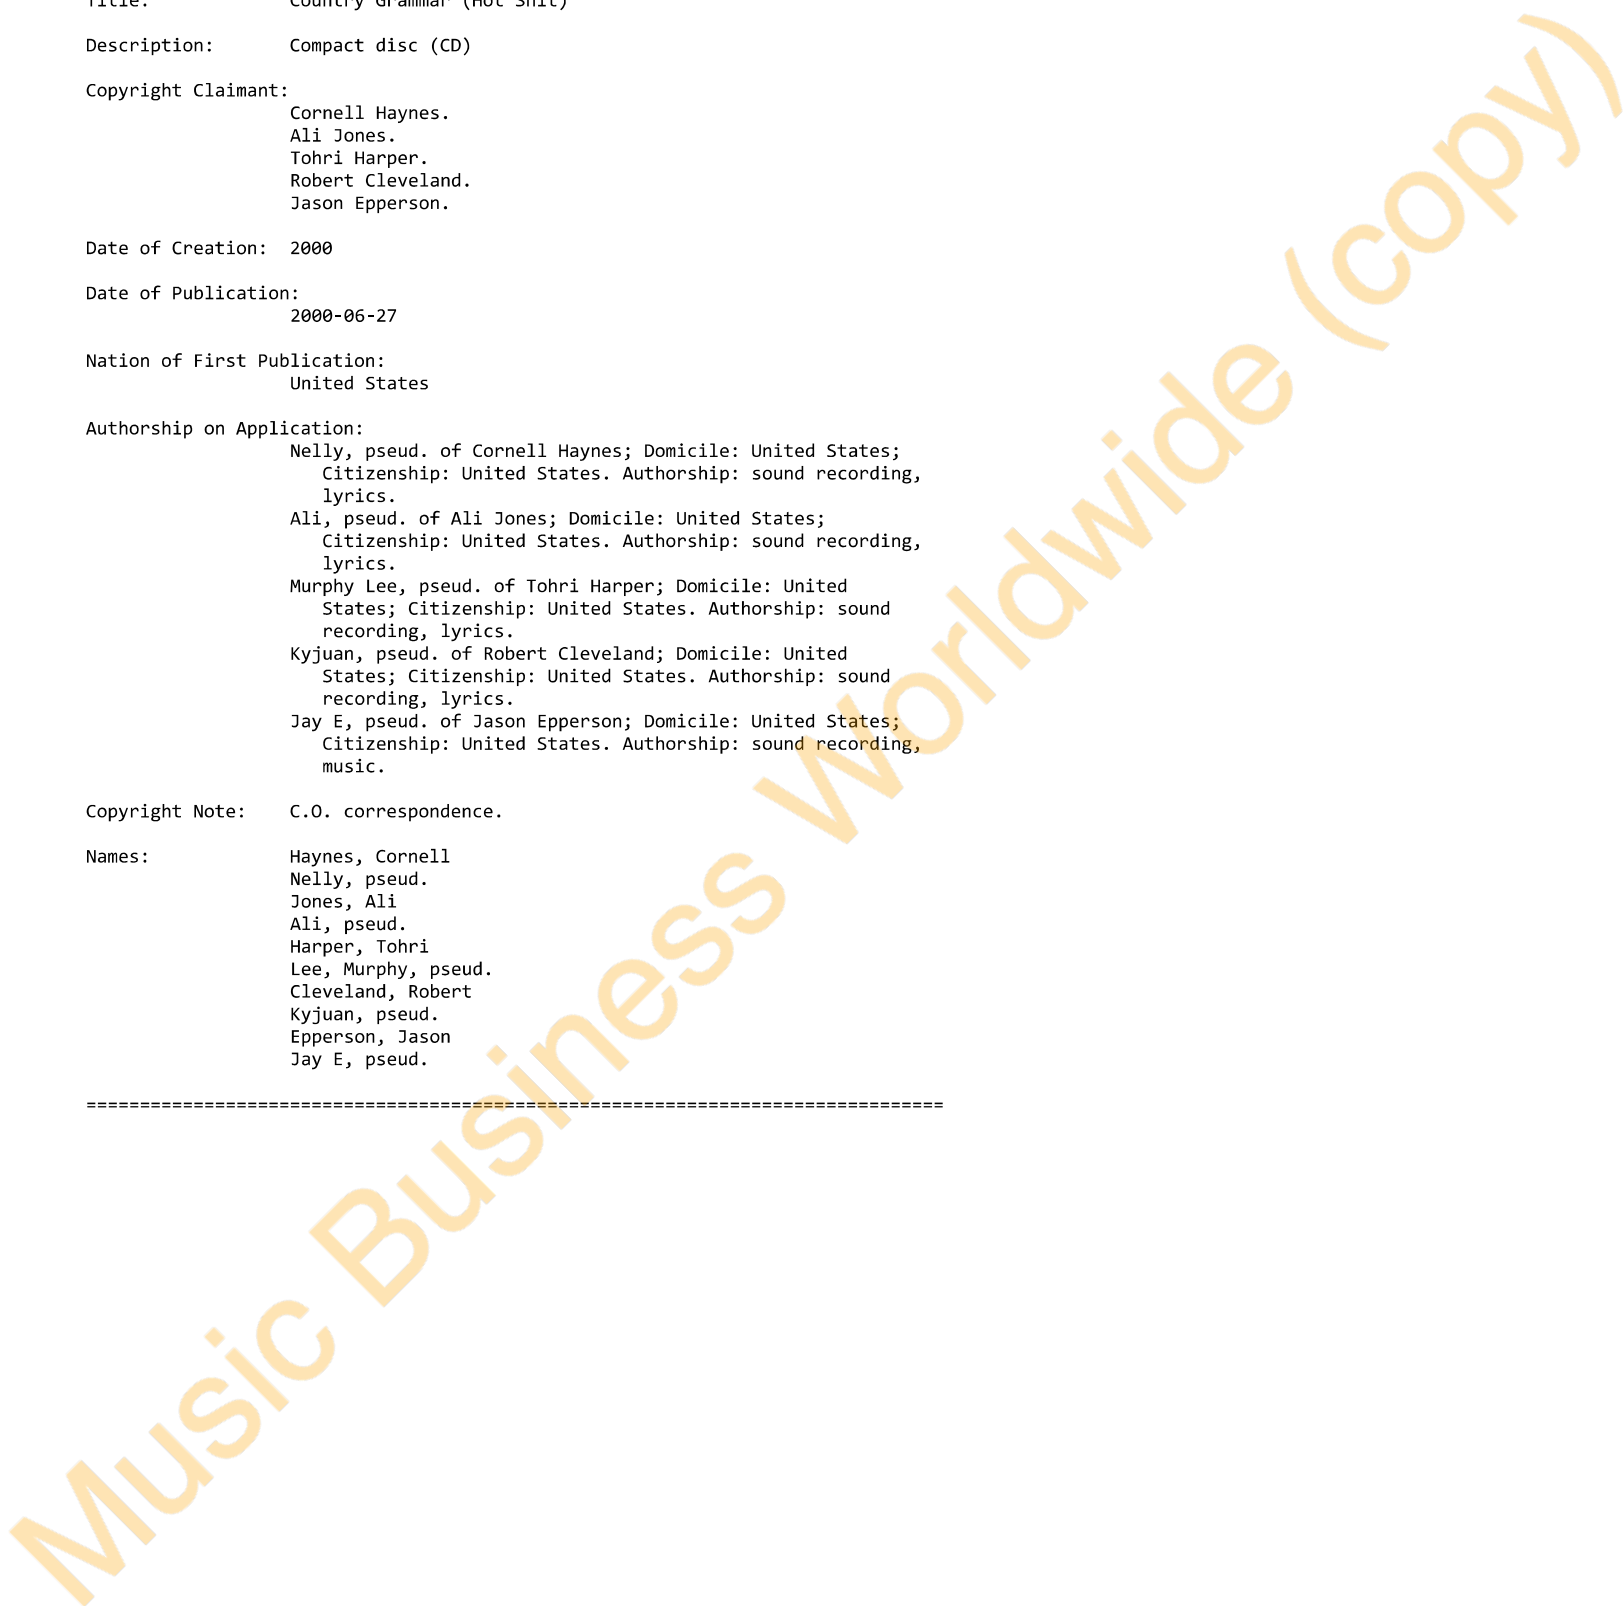 Title: Country Grammar (Hot Shit)
Description: Compact disc (CD)
Copyright Claimant:
Cornell Haynes.
Ali Jones.
Tohri Harper.
Robert Cleveland.
Jason Epperson.
Date of Creation: 2000
Date of Publication:
2000-06-27
Nation of First Publication:
United States
Authorship on Application:
Nelly, pseud. of Cornell Haynes; Domicile: United States;
Citizenship: United States. Authorship: sound recording,
lyrics.
Ali, pseud. of Ali Jones; Domicile: United States;
Citizenship: United States. Authorship: sound recording,
lyrics.
Murphy Lee, pseud. of Tohri Harper; Domicile: United
States; Citizenship: United States. Authorship: sound
recording, lyrics.
Kyjuan, pseud. of Robert Cleveland; Domicile: United
States; Citizenship: United States. Authorship: sound
recording, lyrics.
Jay E, pseud. of Jason Epperson; Domicile: United States;
Citizenship: United States. Authorship: sound recording,
music.
Copyright Note: C.O. correspondence.
Names: Haynes, Cornell
Nelly, pseud.
Jones, Ali
Ali, pseud.
Harper, Tohri
Lee, Murphy, pseud.
Cleveland, Robert
Kyjuan, pseud.
Epperson, Jason
Jay E, pseud.
================================================================================
Music Business Worldwide (copy)